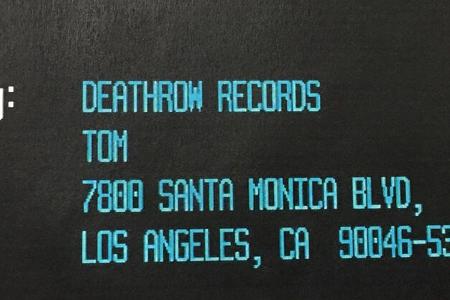 g:
DEATHROW RECORDS
TOM
7800 SANTA MONICA BLVD,
LOS ANGELES, CA 90046-53